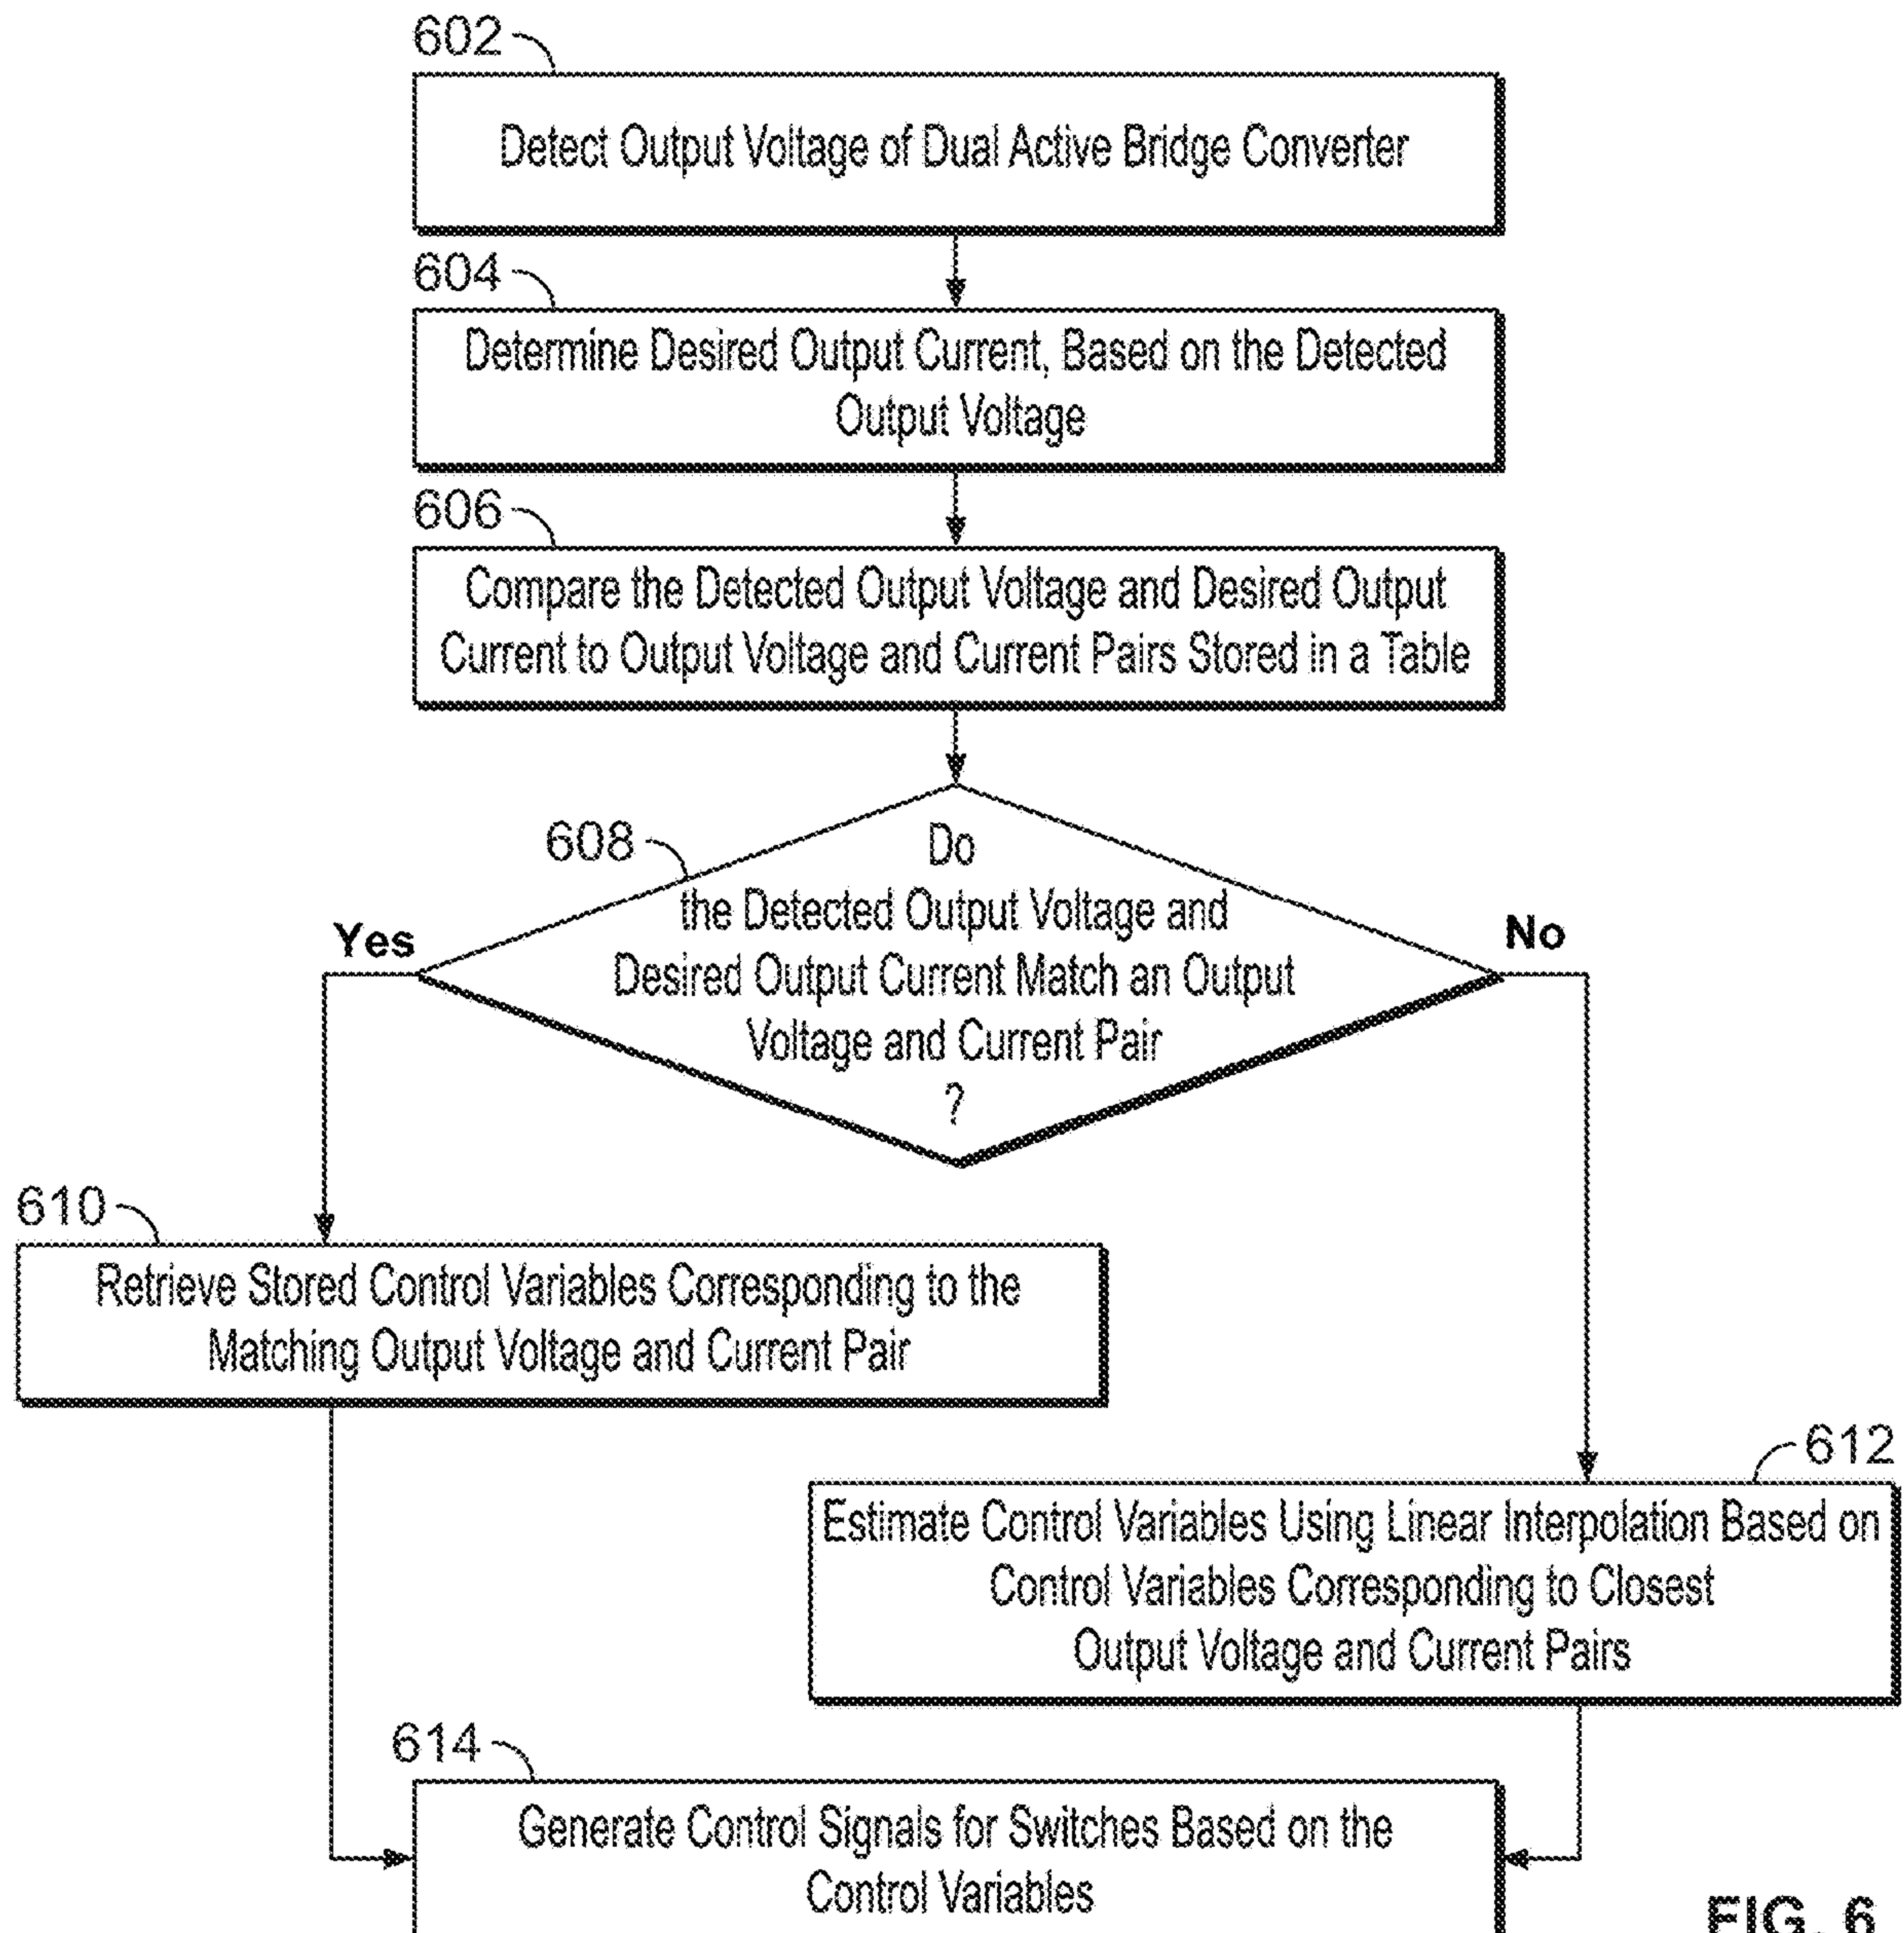 602
Detect Output Voltage of Dual Active Bridge Converter
604
Determine Desired Output Current, Based on the Detected
Output Voltage
606
Compare the Detected Output Voltage and Desired Output
Current to Output Voltage and Current Pairs Stored in a Table
608
Do
the Detected Output Voltage and
Desired Output Current Match an Output
Voltage and Current Pair
?
Yes
No
610
Retrieve Stored Control Variables Corresponding to the
Matching Output Voltage and Current Pair
612
Estimate Control Variables Using Linear Interpolation Based on
Control Variables Corresponding to Closest
Output Voltage and Current Pairs
614
Generate Control Signals for Switches Based on the
Control Variables
FIG. 6